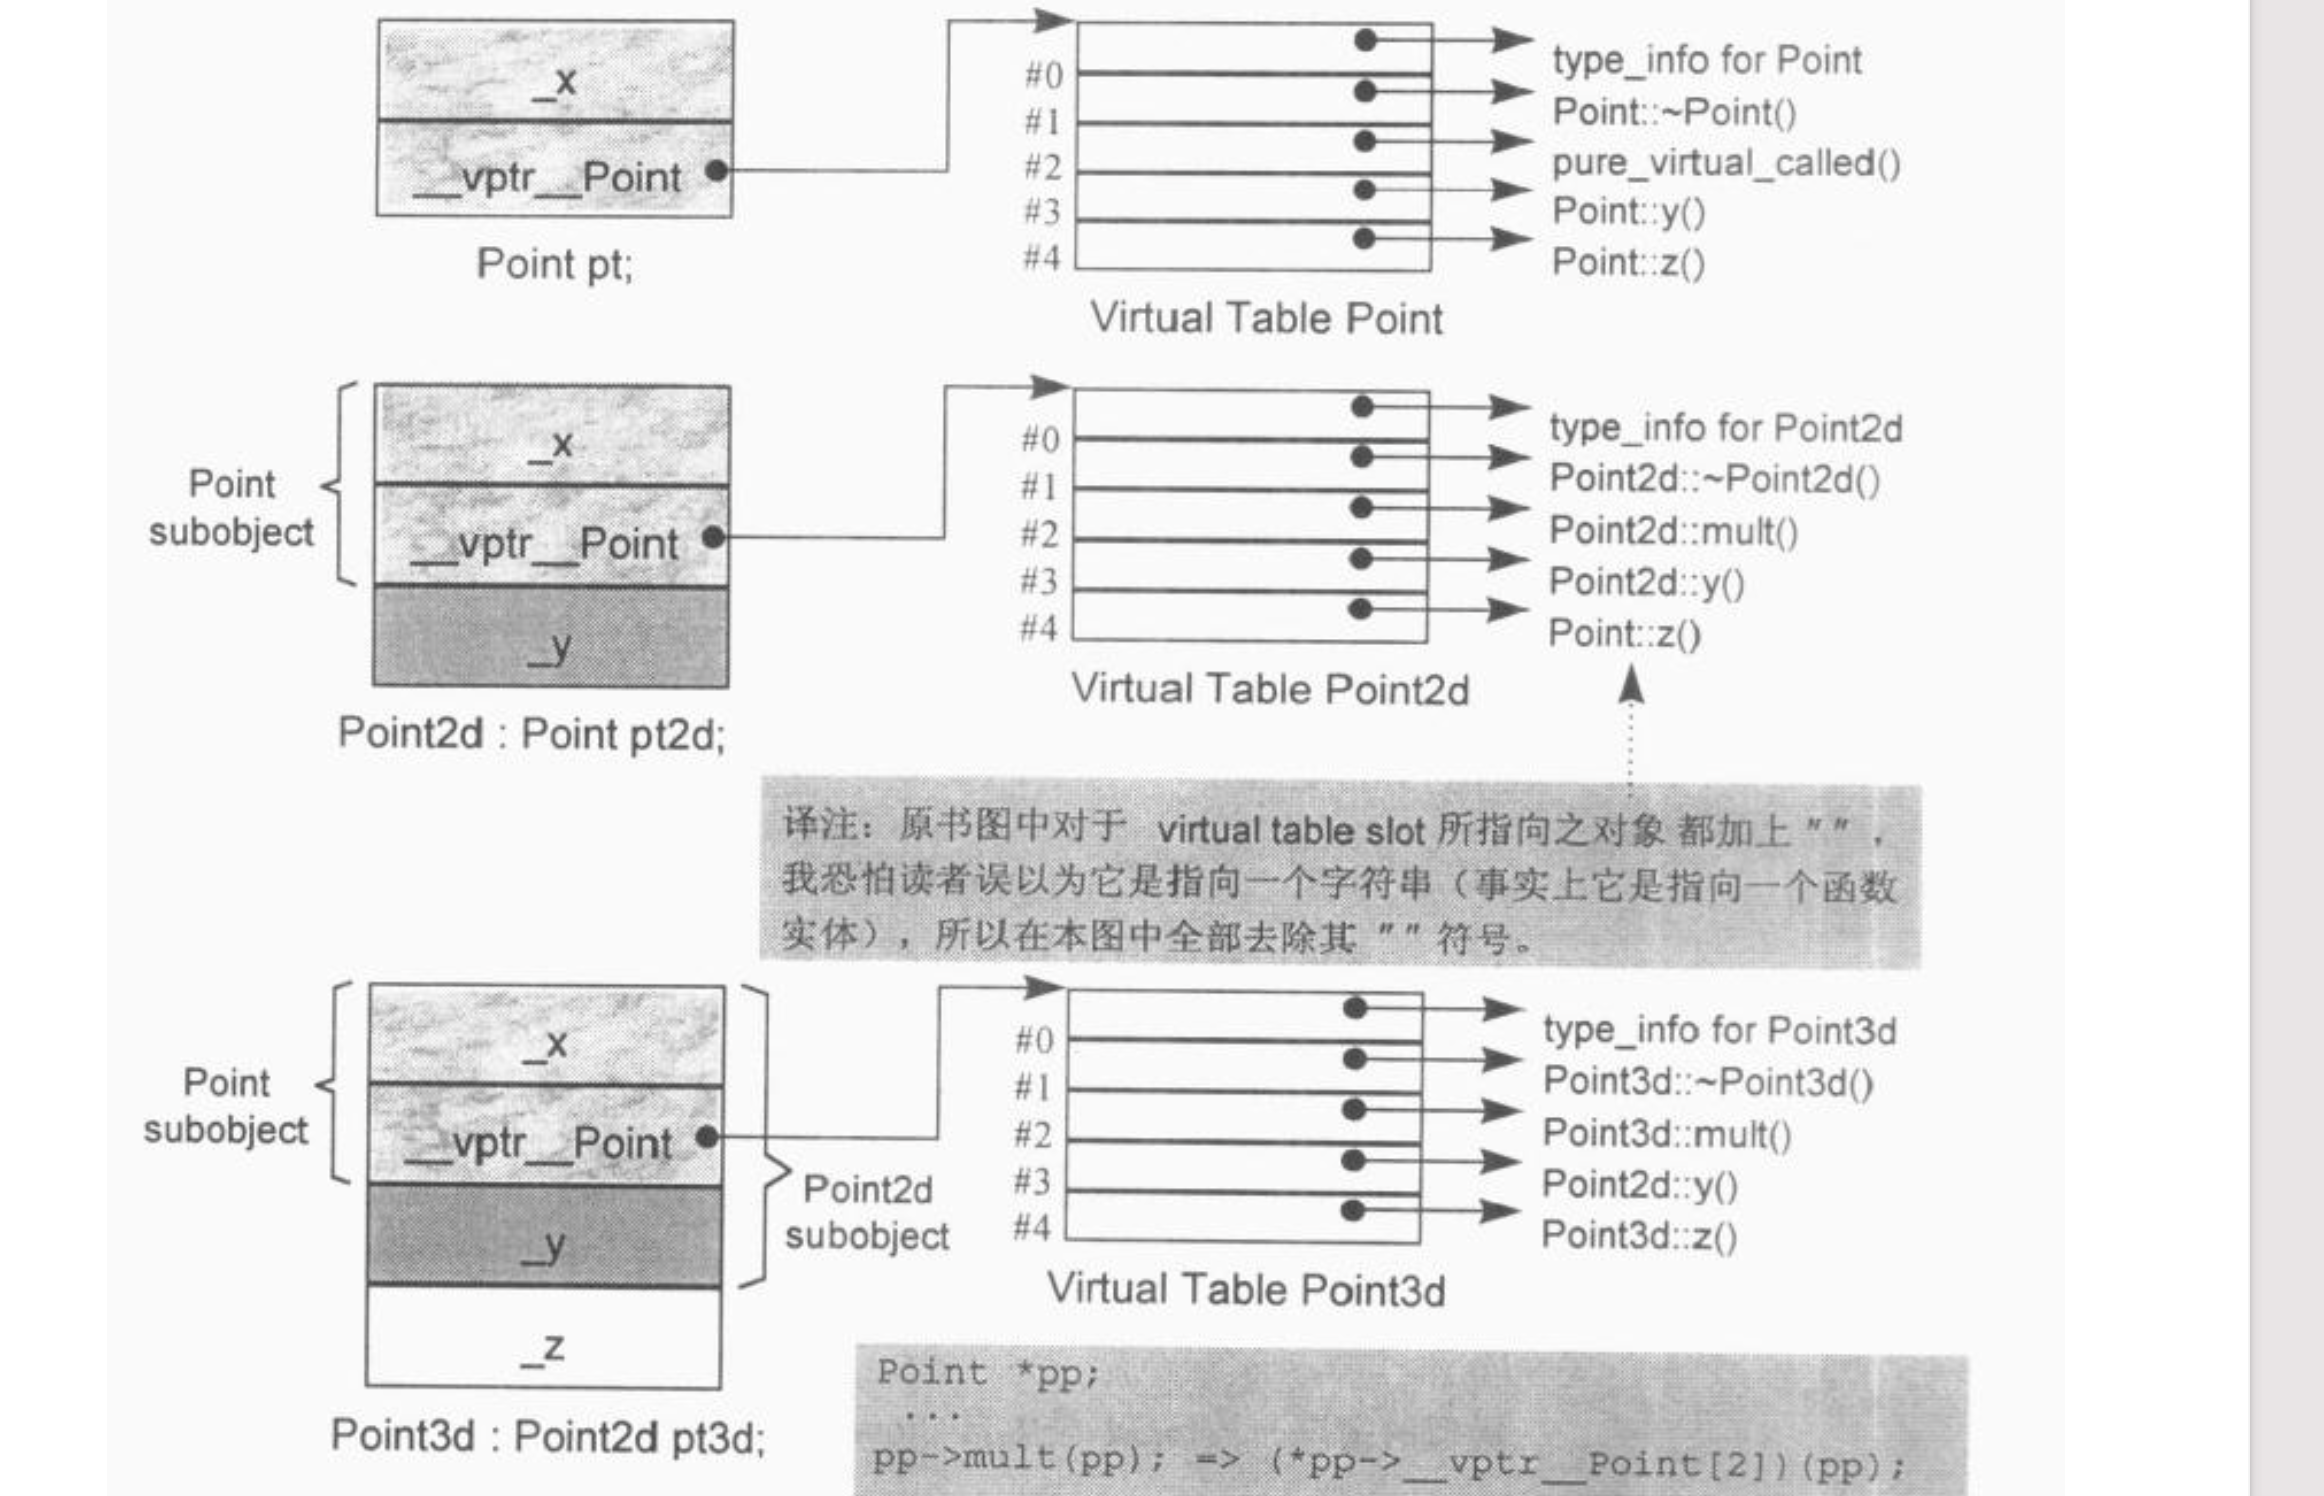 _x
__vptr__Point
Point pt;
#0
#1
#2
#3
#4
type_info for Point
Point::~Point()
pure_virtual_called()
Point::y()
Point::z()
Virtual Table Point
Point
subobject
_x
__vptr__Point
_y
Point2d : Point pt2d;
#0
#1
#2
#3
#4
type_info for Point2d
Point2d::~Point2d()
Point2d::mult()
Point2d::y()
Point::z()
Virtual Table Point2d
译注：原书图中对于 virtual table slot 所指向之对象 都加上 ″ ″，
我恐怕读者误以为它是指向一个字符串（事实上它是指向一个函数
实体），所以在本图中全部去除其 ″ ″ 符号。
Point
subobject
_x
__vptr__Point
_y
_z
Point2d
subobject
Point3d : Point2d pt3d;
#0
#1
#2
#3
#4
type_info for Point3d
Point3d::~Point3d()
Point3d::mult()
Point2d::y()
Point3d::z()
Virtual Table Point3d
Point *pp;
...
pp->mult(pp); => (*pp->__vptr__Point[2])(pp);